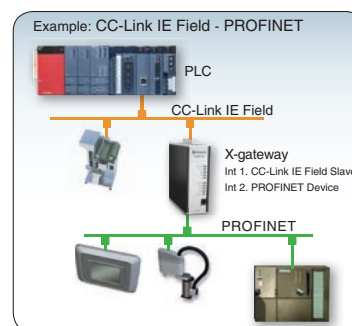 Example: CC-Link IE Field - PROFINET
PLC
CC-Link IE Field
X-gateway
Int 1. CC-Link IE Field Slave
Int 2. PROFINET Device
PROFINET